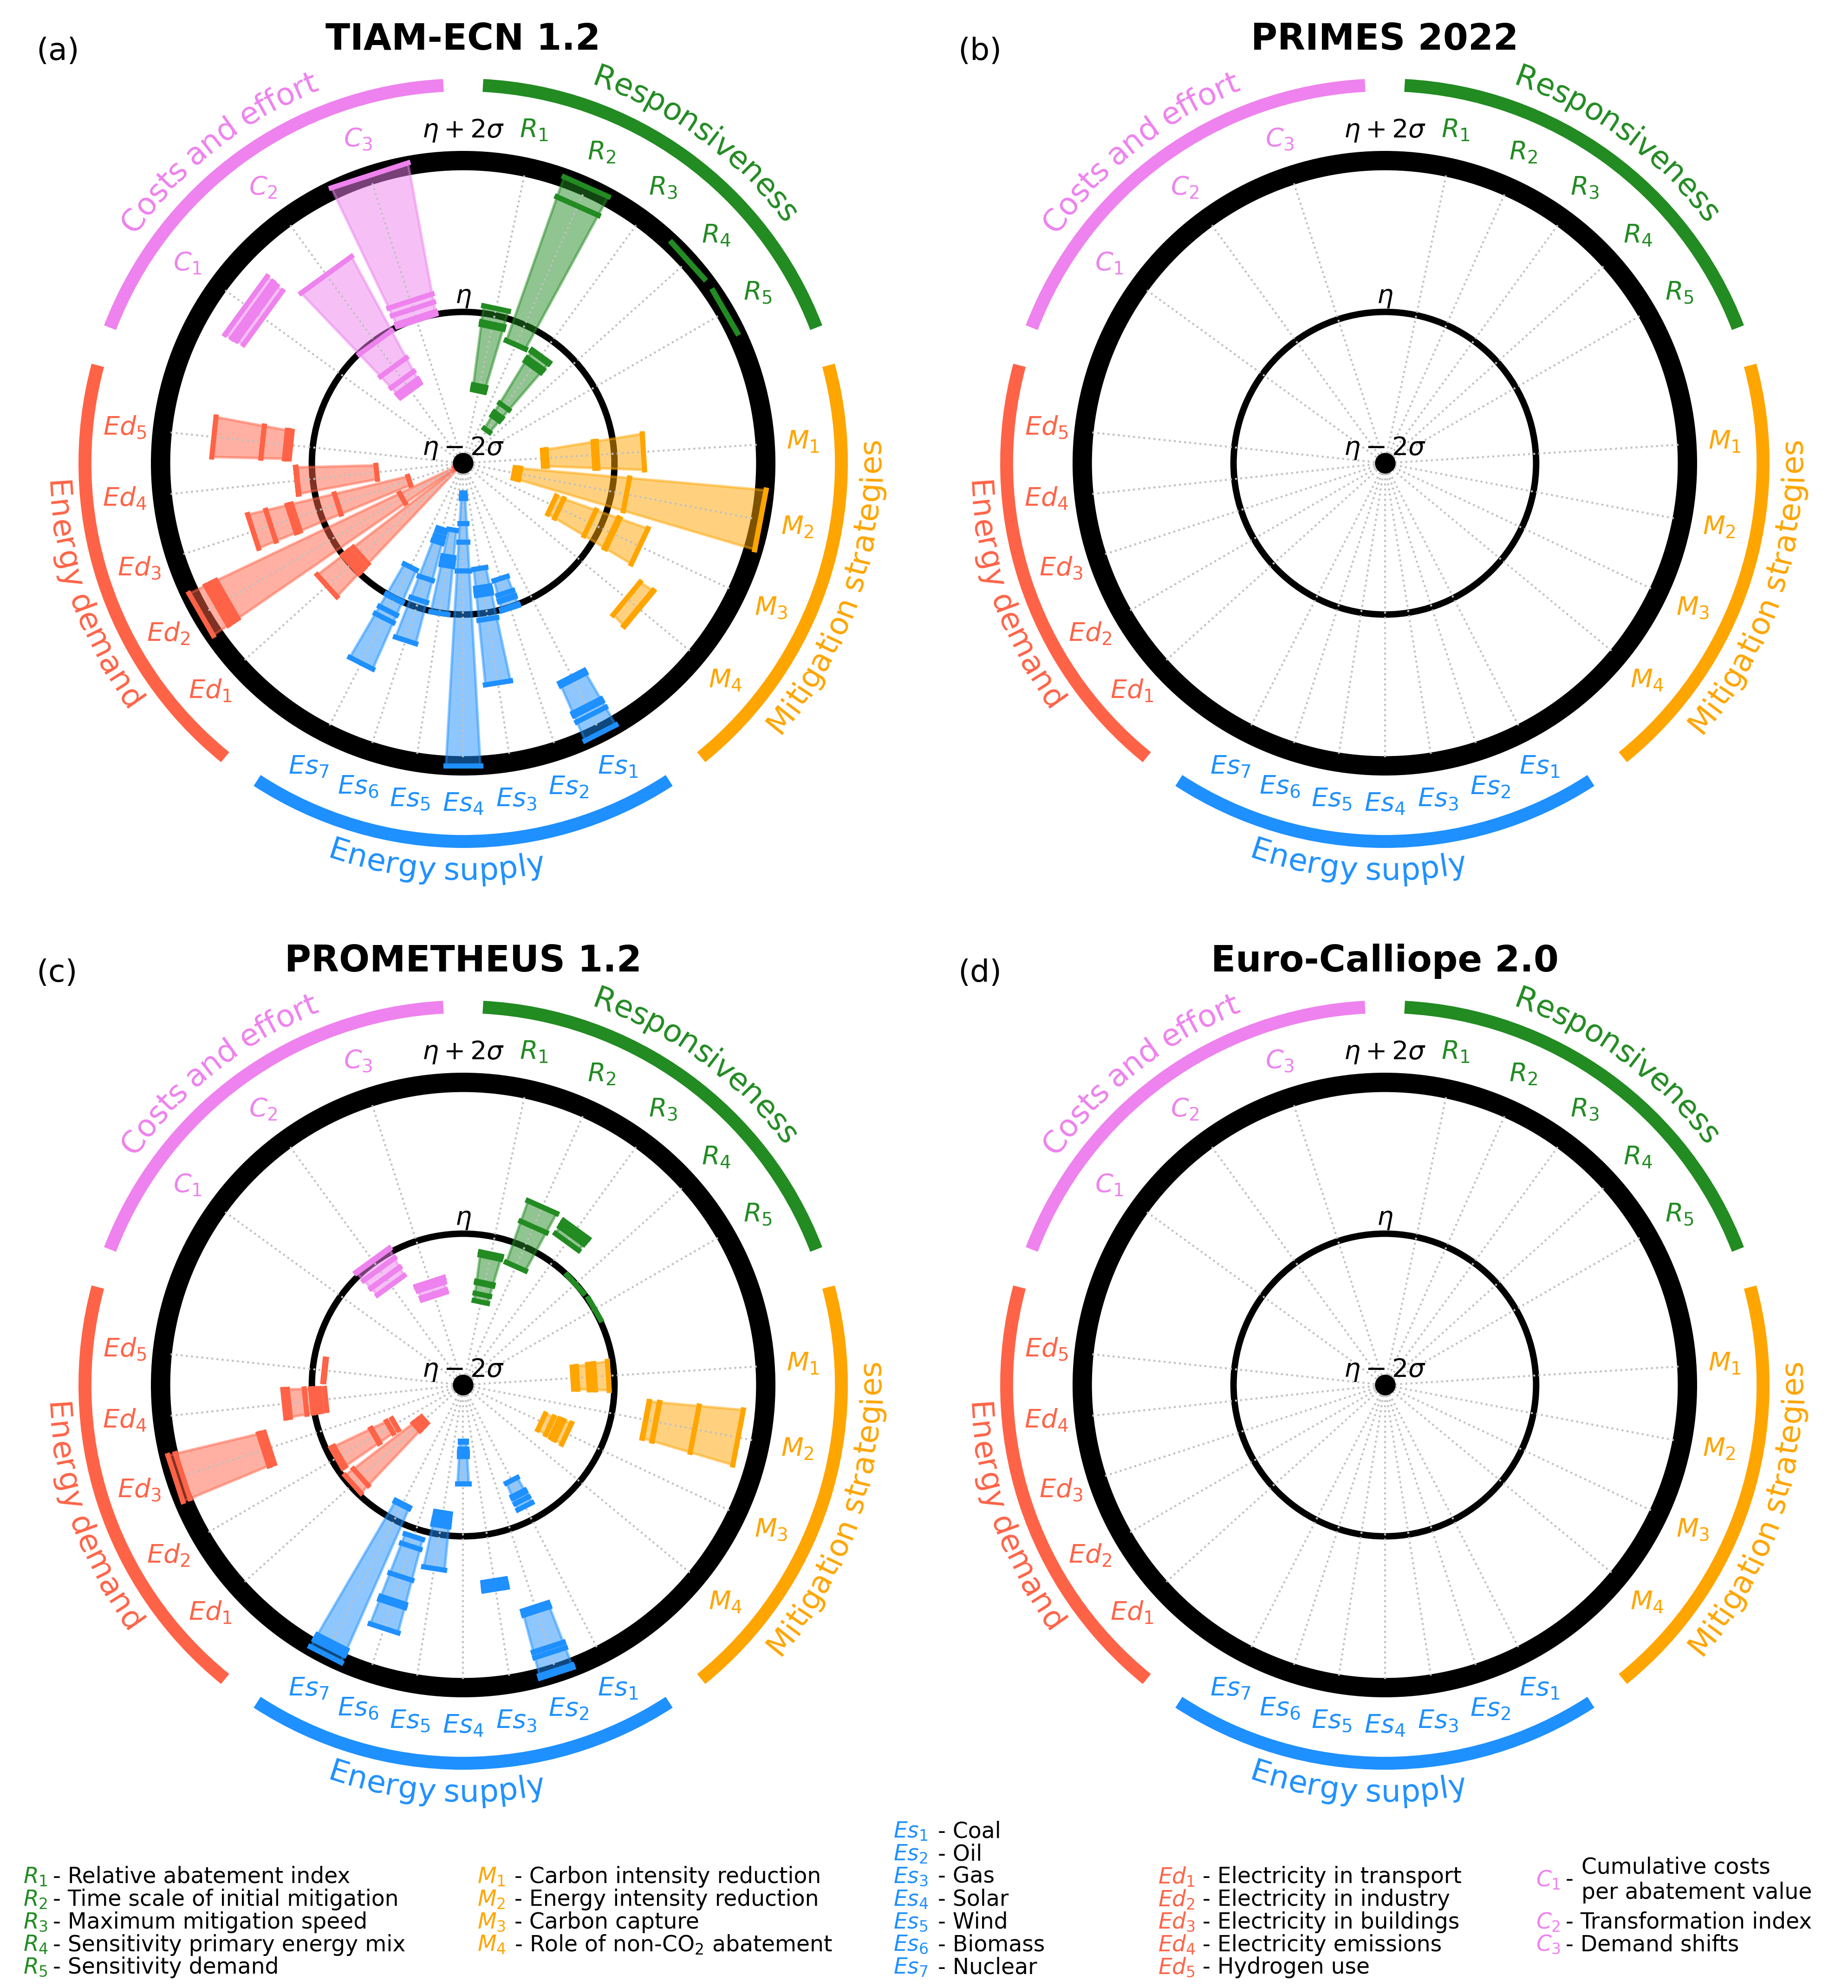 (a)
TIAM-ECN 1.2
Costs and effort
Responsiveness
Mitigation strategies
Energy supply
Energy demand
η + 2σ
η
η − 2σ
R1
R2
R3
R4
R5
M1
M2
M3
M4
Es1
Es2
Es3
Es4
Es5
Es6
Es7
Ed1
Ed2
Ed3
Ed4
Ed5
C1
C2
C3
(b)
PRIMES 2022
Costs and effort
Responsiveness
Mitigation strategies
Energy supply
Energy demand
η + 2σ
η
η − 2σ
R1
R2
R3
R4
R5
M1
M2
M3
M4
Es1
Es2
Es3
Es4
Es5
Es6
Es7
Ed1
Ed2
Ed3
Ed4
Ed5
C1
C2
C3
(c)
PROMETHEUS 1.2
Costs and effort
Responsiveness
Mitigation strategies
Energy supply
Energy demand
η + 2σ
η
η − 2σ
R1
R2
R3
R4
R5
M1
M2
M3
M4
Es1
Es2
Es3
Es4
Es5
Es6
Es7
Ed1
Ed2
Ed3
Ed4
Ed5
C1
C2
C3
(d)
Euro-Calliope 2.0
Costs and effort
Responsiveness
Mitigation strategies
Energy supply
Energy demand
η + 2σ
η
η − 2σ
R1
R2
R3
R4
R5
M1
M2
M3
M4
Es1
Es2
Es3
Es4
Es5
Es6
Es7
Ed1
Ed2
Ed3
Ed4
Ed5
C1
C2
C3
R1 - Relative abatement index
R2 - Time scale of initial mitigation
R3 - Maximum mitigation speed
R4 - Sensitivity primary energy mix
R5 - Sensitivity demand
M1 - Carbon intensity reduction
M2 - Energy intensity reduction
M3 - Carbon capture
M4 - Role of non-CO2 abatement
Es1 - Coal
Es2 - Oil
Es3 - Gas
Es4 - Solar
Es5 - Wind
Es6 - Biomass
Es7 - Nuclear
Ed1 - Electricity in transport
Ed2 - Electricity in industry
Ed3 - Electricity in buildings
Ed4 - Electricity emissions
Ed5 - Hydrogen use
C1 - Cumulative costs
per abatement value
C2 - Transformation index
C3 - Demand shifts